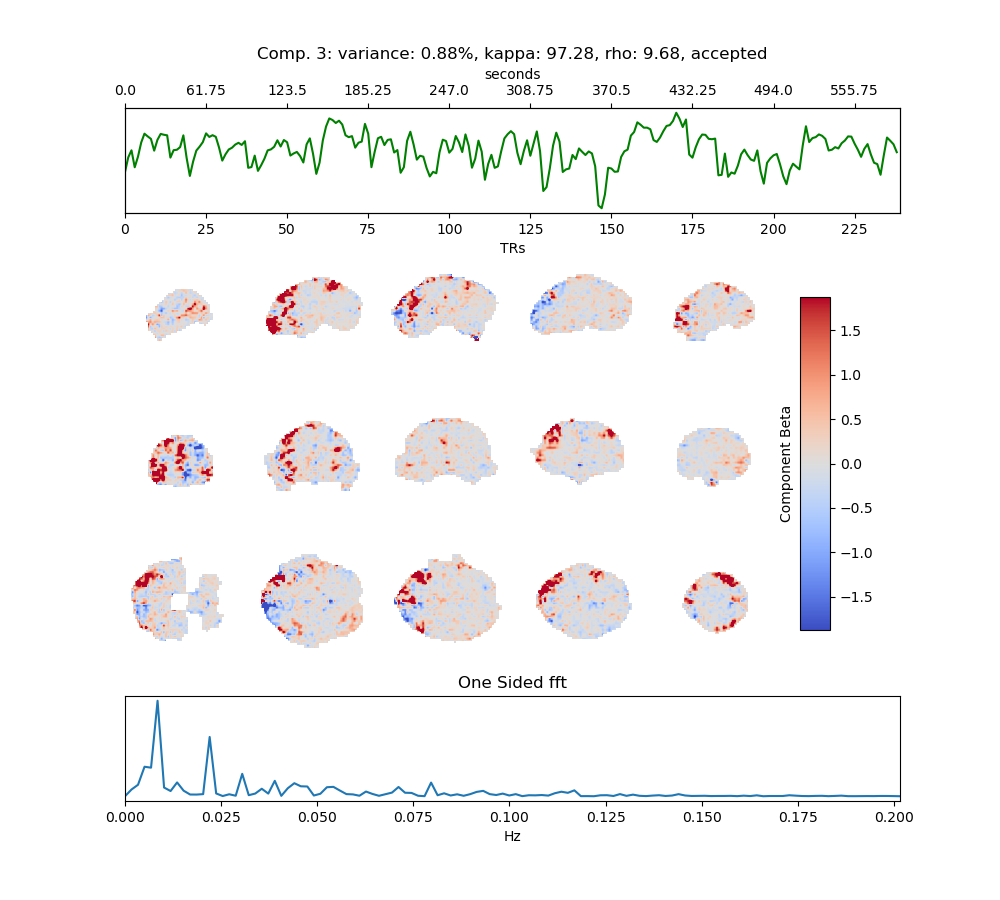 Comp. 3: variance: 0.88%, kappa: 97.28, rho: 9.68, accepted
seconds
0.0 61.75 123.5 185.25 247.0 308.75 370.5 432.25 494.0 555.75
0 25 50 75 100 125 150 175 200 225
TRs
Component Beta
1.5
1.0
0.5
0.0
−0.5
−1.0
−1.5
One Sided fft
0.000 0.025 0.050 0.075 0.100 0.125 0.150 0.175 0.200
Hz